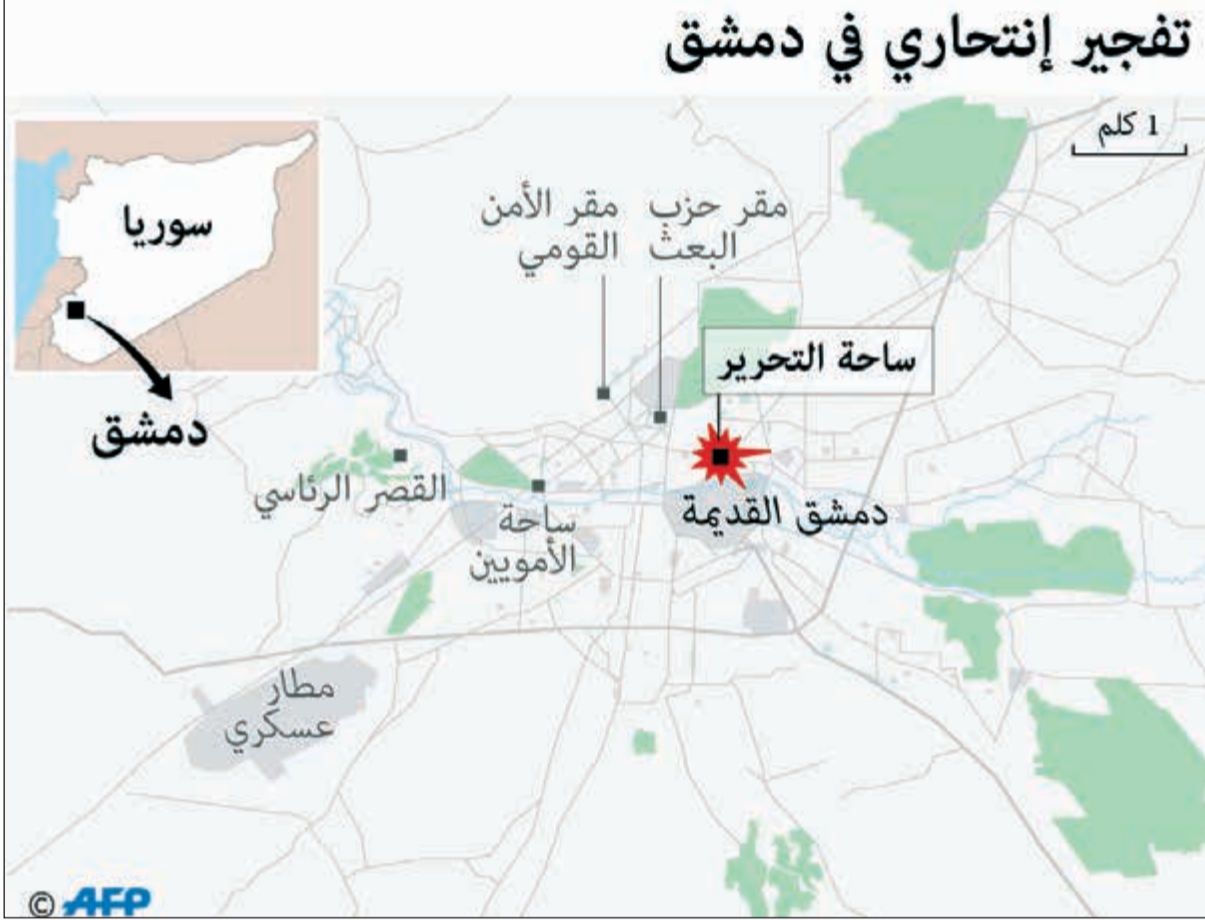 تفجير إنتحاري في دمشق
1 كلم
سوريا
دمشق
مقر حزب
البعث
مقر الأمن
القومي
ساحة التحرير
القصر الرئاسي
ساحة
الأمويين
دمشق القديمة
مطار
عسكري
© AFP